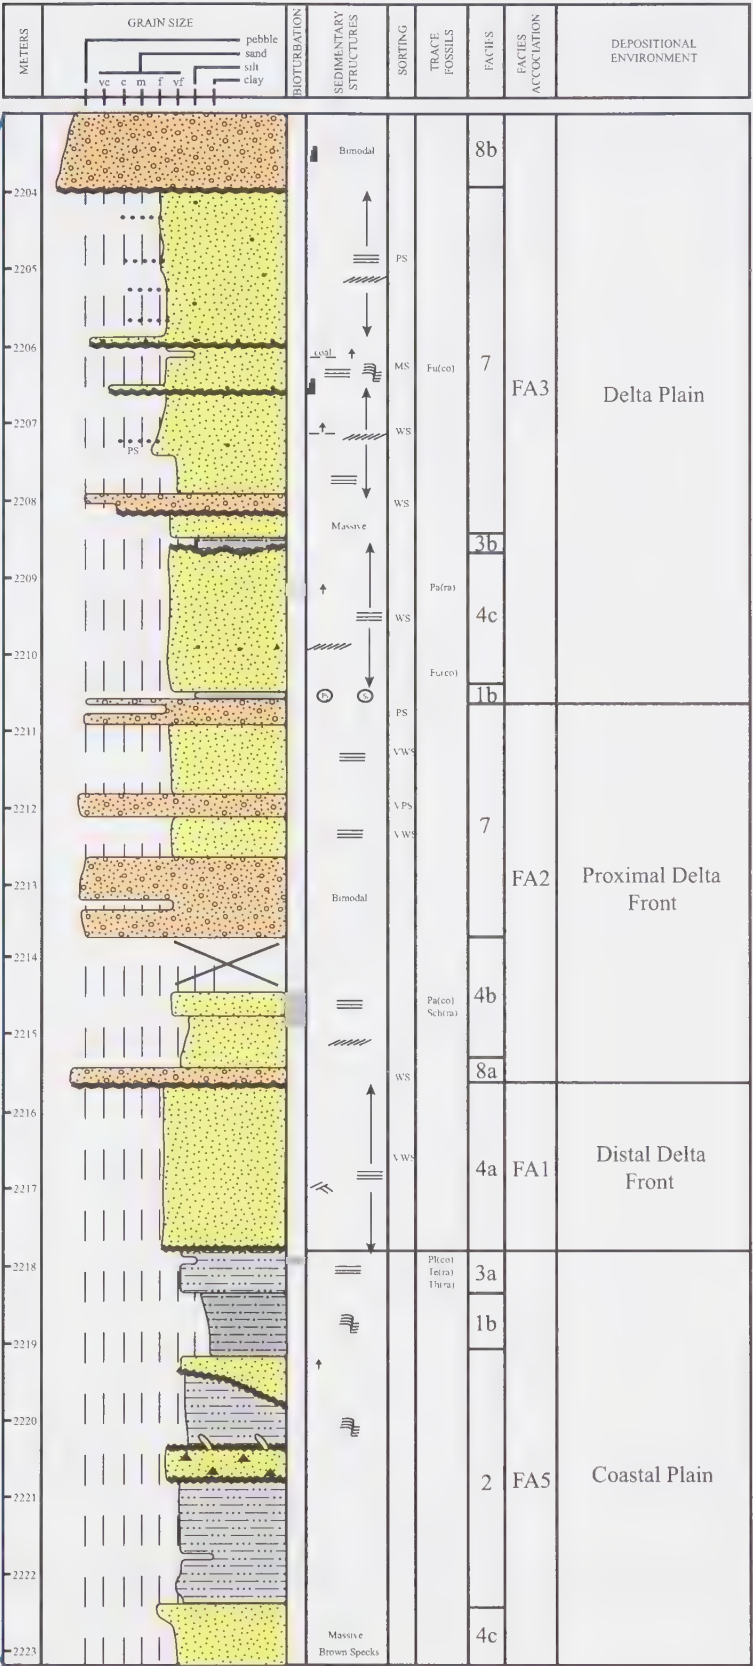 METERS
GRAIN SIZE
pebble
sand
silt
clay
vc c m f vf
BIOTURBATION
SEDIMENTARY
STRUCTURES
SORTING
TRACE
FOSSILS
FACIES
FACIES
ACCOCIATION
DEPOSITIONAL
ENVIRONMENT
Bimodal
8b
2204
PS
2205
2206
coal
MS
Fu(co)
7
FA3
Delta Plain
2207
WS
PS
2208
WS
Massive
3b
2209
Pa(ra)
WS
4c
2210
Fu(co)
1b
PS
2211
VWS
2212
VPS
VWS
7
2213
FA2
Proximal Delta
Front
Bimodal
2214
4b
Pa(co)
Sch(ra)
2215
8a
WS
2216
VWS
4a
FA1
Distal Delta
Front
2217
2218
Pl(co)
Te(ra)
Th(ra)
3a
1b
2219
2220
2221
2
FA5
Coastal Plain
2222
4c
Massive
Brown Specks
2223